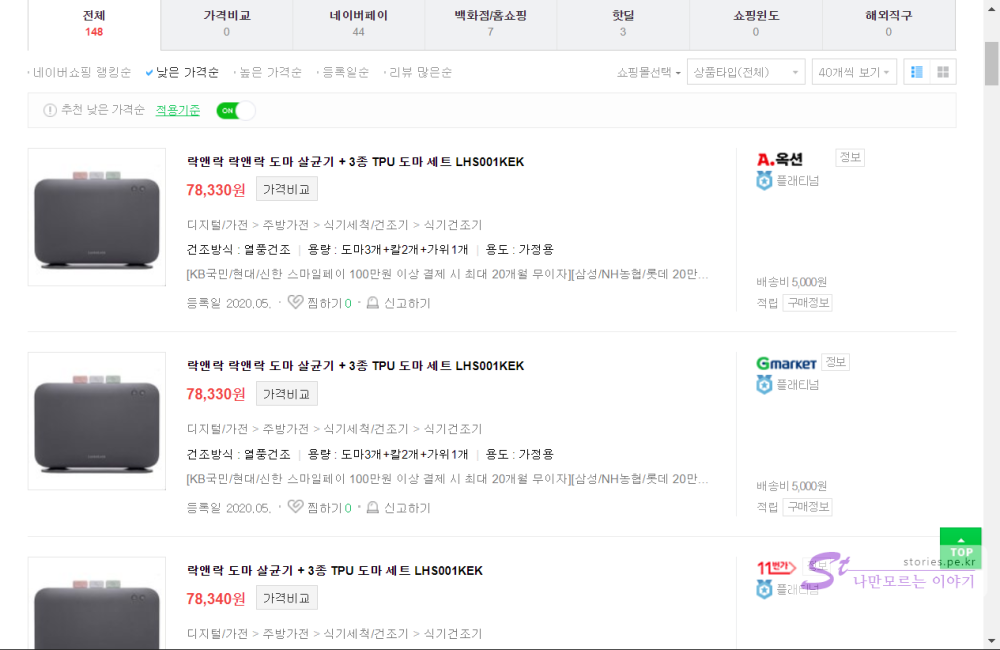 전체 가격비교 네이버페이 백화점/홈쇼핑 핫딜 쇼핑윈도 해외직구
148 0 44 7 3 0 0
네이버쇼핑 랭킹순 낮은 가격순 높은 가격순 등록일순 리뷰 많은순 쇼핑몰선택 상품타입(전체) 40개씩 보기
추천 낮은 가격순 적용기준 ON
락앤락 락앤락 도마 살균기 + 3종 TPU 도마 세트 LHS001KEK
78,330원 가격비교
디지털/가전 > 주방가전 > 식기세척/건조기 > 식기건조기
건조방식 : 열풍건조 | 용량 : 도마3개+칼2개+가위1개 | 용도 : 가정용
[KB국민/현대/신한 스마일페이 100만원 이상 결제 시 최대 20개월 무이자][삼성/NH농협/롯데 20만...
등록일 2020.05. · 찜하기 0 · 신고하기
A.옥션 정보
플래티넘
배송비 5,000원
적립 구매정보
락앤락 락앤락 도마 살균기 + 3종 TPU 도마 세트 LHS001KEK
78,330원 가격비교
디지털/가전 > 주방가전 > 식기세척/건조기 > 식기건조기
건조방식 : 열풍건조 | 용량 : 도마3개+칼2개+가위1개 | 용도 : 가정용
[KB국민/현대/신한 스마일페이 100만원 이상 결제 시 최대 20개월 무이자][삼성/NH농협/롯데 20만...
등록일 2020.05. · 찜하기 0 · 신고하기
Gmarket 정보
플래티넘
배송비 5,000원
적립 구매정보
락앤락 도마 살균기 + 3종 TPU 도마 세트 LHS001KEK
78,340원 가격비교
디지털/가전 > 주방가전 > 식기세척/건조기 > 식기건조기
11번가 정보
플래티넘
TOP
St
stories.pe.kr
나만모르는 이야기